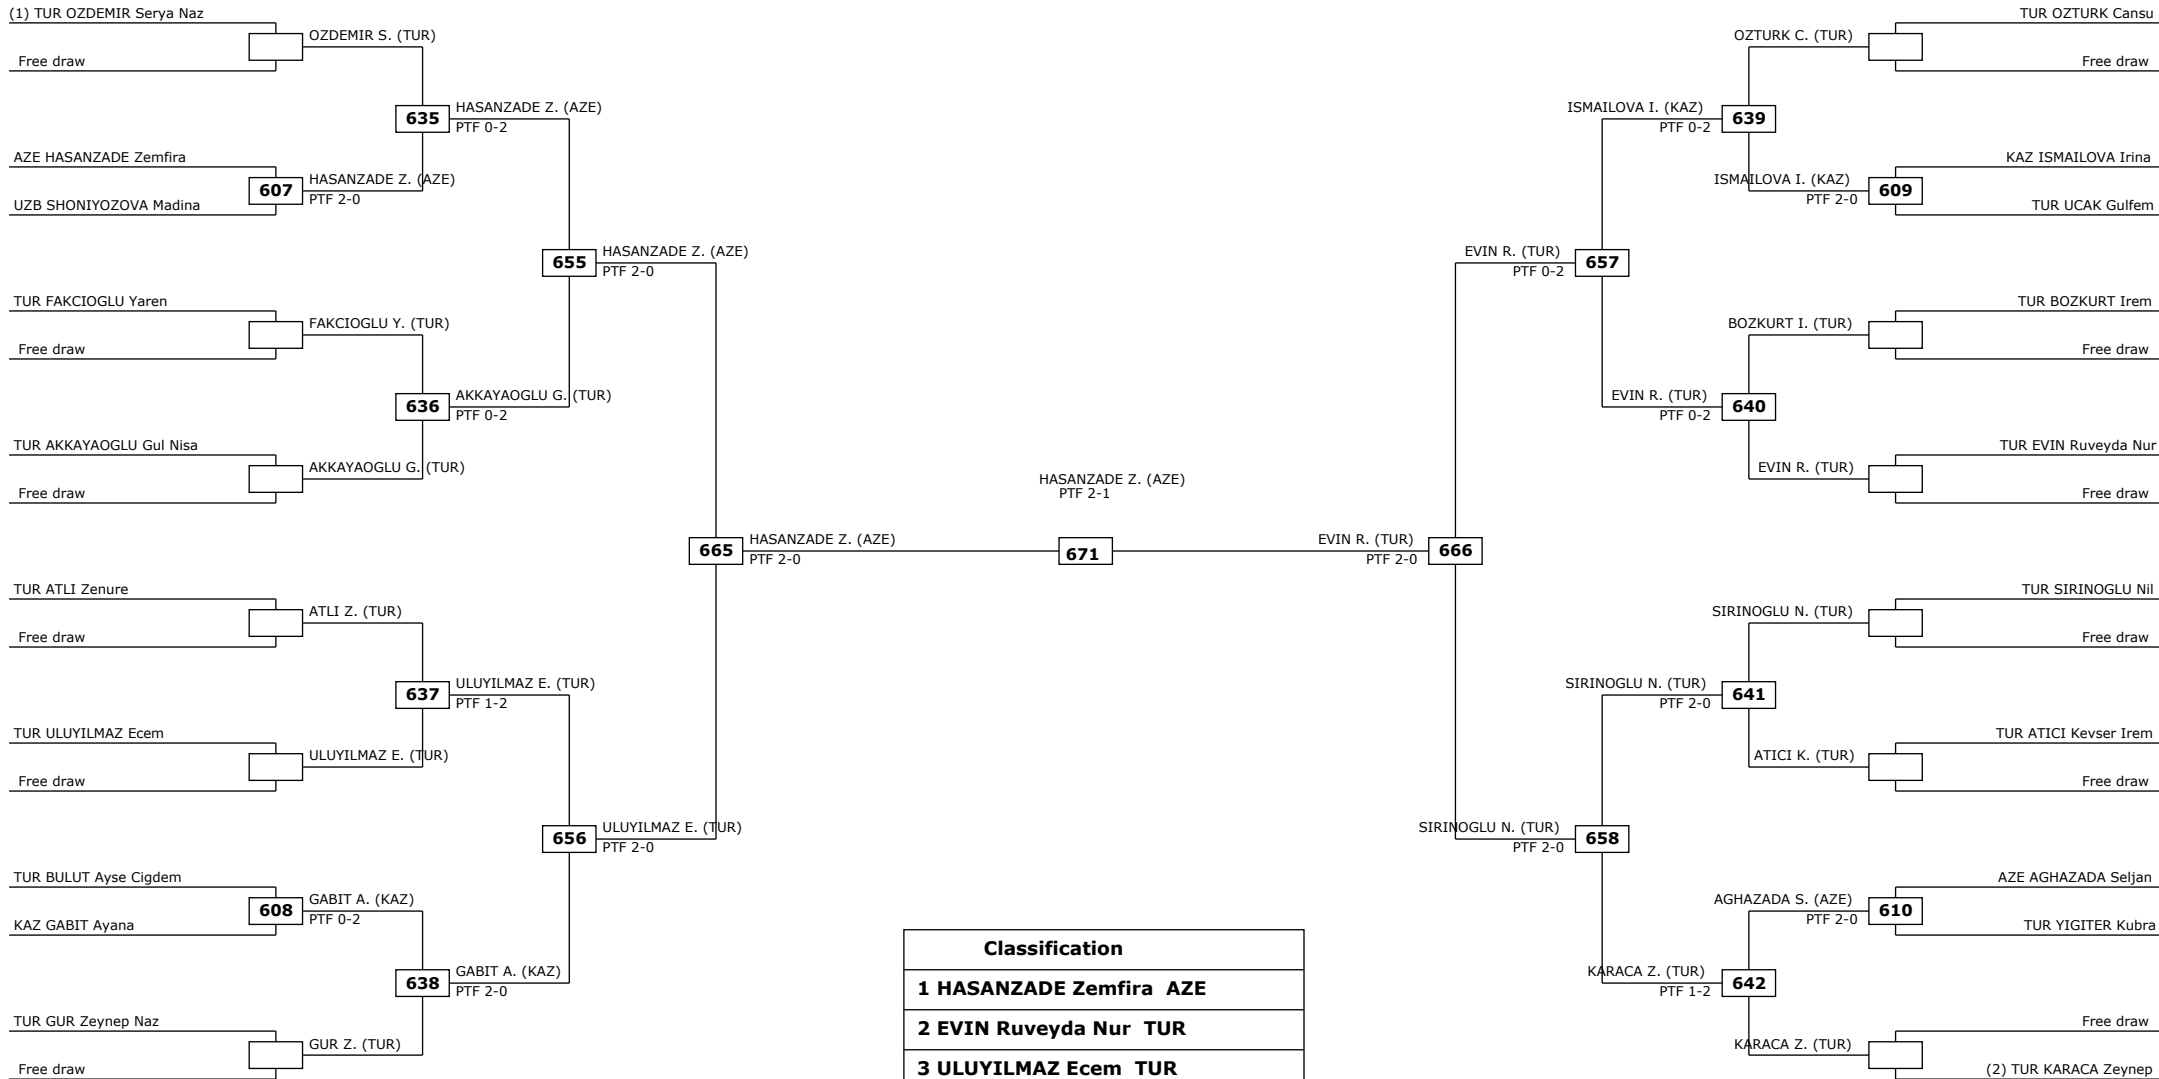 (1) TUR OZDEMIR Serya Naz
OZDEMIR S. (TUR)
Free draw
635
HASANZADE Z. (AZE)
PTF 0-2
AZE HASANZADE Zemfira
607
HASANZADE Z. (AZE)
PTF 2-0
UZB SHONIYOZOVA Madina
655
HASANZADE Z. (AZE)
PTF 2-0
TUR FAKCIOGLU Yaren
FAKCIOGLU Y. (TUR)
Free draw
636
AKKAYAOGLU G. (TUR)
PTF 0-2
TUR AKKAYAOGLU Gul Nisa
AKKAYAOGLU G. (TUR)
Free draw
665
HASANZADE Z. (AZE)
PTF 2-0
TUR ATLI Zenure
ATLI Z. (TUR)
Free draw
637
ULUYILMAZ E. (TUR)
PTF 1-2
TUR ULUYILMAZ Ecem
ULUYILMAZ E. (TUR)
Free draw
656
ULUYILMAZ E. (TUR)
PTF 2-0
TUR BULUT Ayse Cigdem
608
GABIT A. (KAZ)
PTF 0-2
KAZ GABIT Ayana
638
GABIT A. (KAZ)
PTF 2-0
TUR GUR Zeynep Naz
GUR Z. (TUR)
Free draw
HASANZADE Z. (AZE)
PTF 2-1
671
TUR OZTURK Cansu
OZTURK C. (TUR)
Free draw
ISMAILOVA I. (KAZ)
PTF 0-2
639
KAZ ISMAILOVA Irina
ISMAILOVA I. (KAZ)
PTF 2-0
609
TUR UCAK Gulfem
EVIN R. (TUR)
PTF 0-2
657
TUR BOZKURT Irem
BOZKURT I. (TUR)
Free draw
EVIN R. (TUR)
PTF 0-2
640
TUR EVIN Ruveyda Nur
EVIN R. (TUR)
Free draw
EVIN R. (TUR)
PTF 2-0
666
TUR SIRINOGLU Nil
SIRINOGLU N. (TUR)
Free draw
SIRINOGLU N. (TUR)
PTF 2-0
641
TUR ATICI Kevser Irem
ATICI K. (TUR)
Free draw
SIRINOGLU N. (TUR)
PTF 2-0
658
AZE AGHAZADA Seljan
AGHAZADA S. (AZE)
PTF 2-0
610
TUR YIGITER Kubra
KARACA Z. (TUR)
PTF 1-2
642
Free draw
KARACA Z. (TUR)
(2) TUR KARACA Zeynep
Classification
1 HASANZADE Zemfira AZE
2 EVIN Ruveyda Nur TUR
3 ULUYILMAZ Ecem TUR